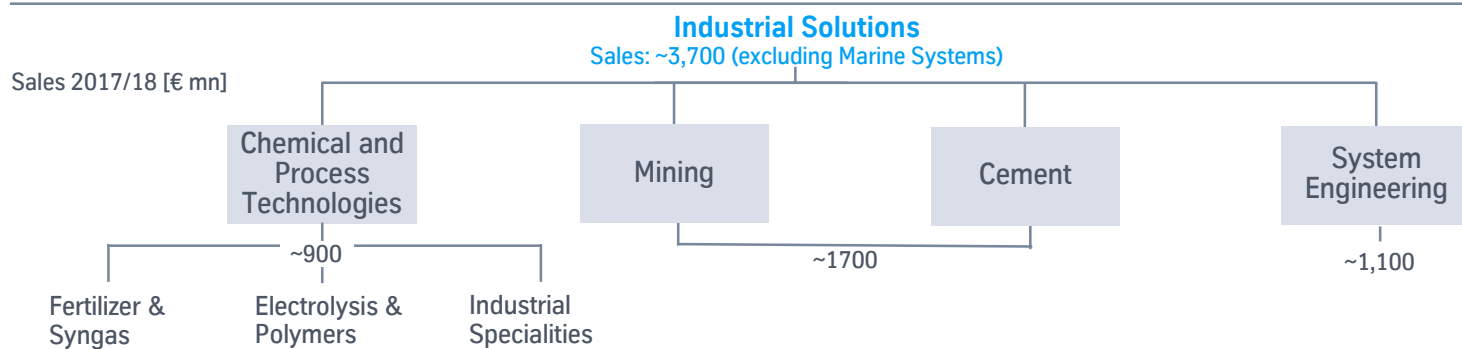 Industrial Solutions
Sales: ~3,700 (excluding Marine Systems)
Sales 2017/18 [€ mn]
Chemical and
Process
Technologies
Mining
Cement
System
Engineering
~900
~1700
~1,100
Fertilizer &
Syngas
Electrolysis &
Polymers
Industrial
Specialities